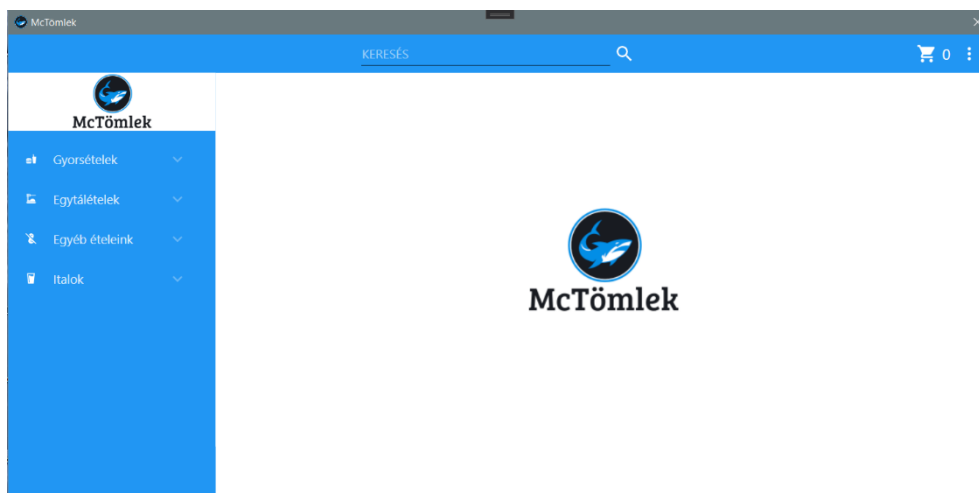 McTömlek
KERESÉS
0
McTömlek
Gyorsételek
Egytálételek
Egyéb ételeink
Italok
McTömlek